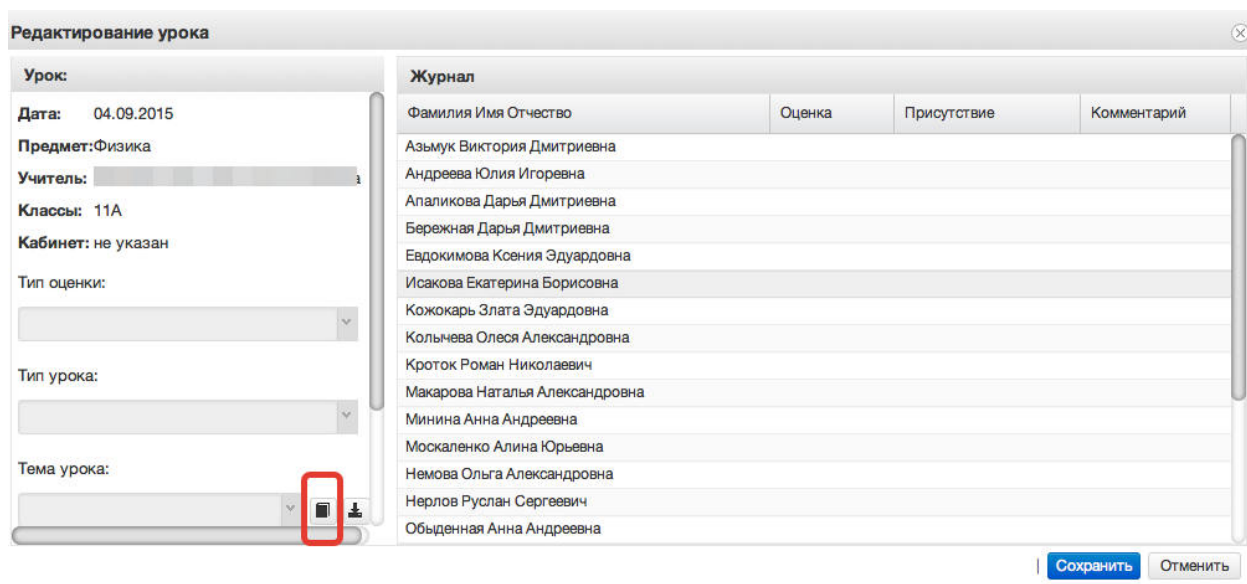 Редактирование урока
Урок:
Дата: 04.09.2015
Предмет:Физика
Учитель:
Классы: 11А
Кабинет: не указан
Тип оценки:
Тип урока:
Тема урока:
Журнал
Фамилия Имя Отчество Оценка Присутствие Комментарий
Азьмук Виктория Дмитриевна
Андреева Юлия Игоревна
Апаликова Дарья Дмитриевна
Бережная Дарья Дмитриевна
Евдокимова Ксения Эдуардовна
Исакова Екатерина Борисовна
Кожокарь Злата Эдуардовна
Колычева Олеся Александровна
Кроток Роман Николаевич
Макарова Наталья Александровна
Минина Анна Андреевна
Москаленко Алина Юрьевна
Немова Ольга Александровна
Нерлов Руслан Сергеевич
Обыденная Анна Андреевна
Сохранить Отменить